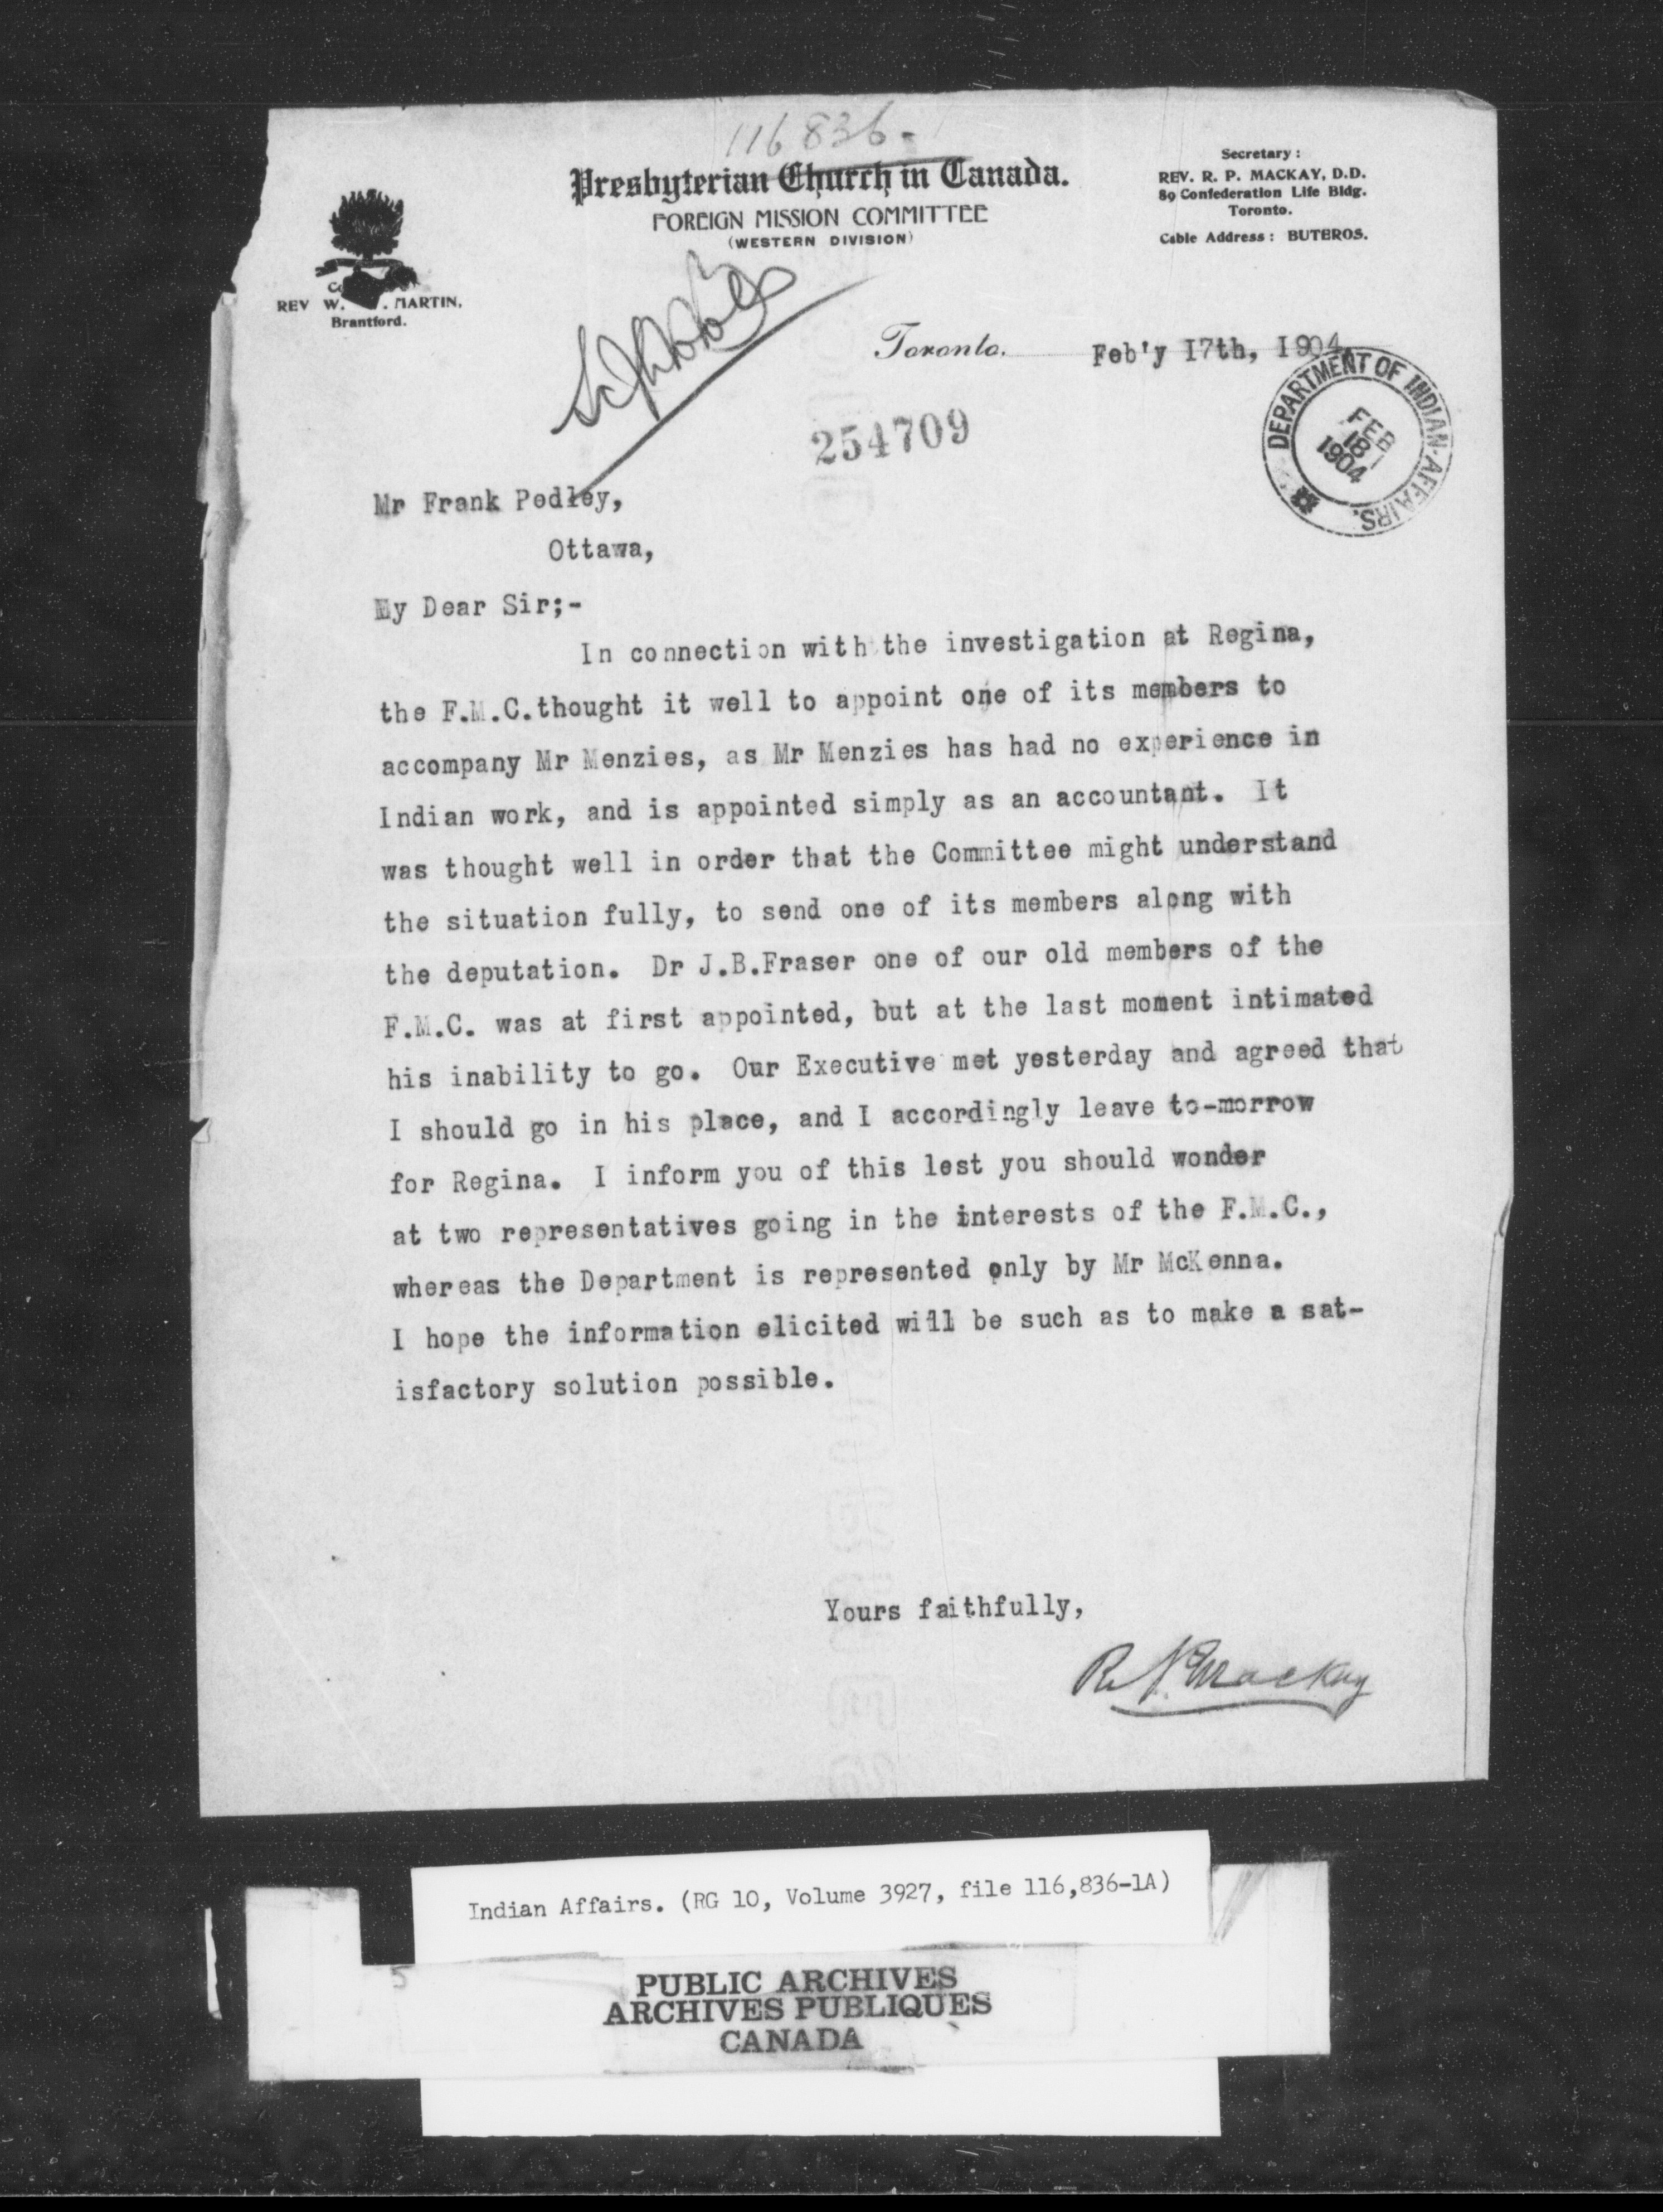 116836-
Presbyterian Church in Canada.
FOREIGN MISSION COMMITTEE
(WESTERN DIVISION)
Secretary:
REV. R. P. MACKAY, D.D.
89 Confederation Life Bldg.
Toronto.
Cable Address: BUTEROS.
REV W. . MARTIN,
Brantford.
Toronto. Feb'y 17th, 1904.
254709
DEPARTMENT OF INDIAN AFFAIRS.
FEB
18
1904
Mr Frank Pedley,
Ottawa,
My Dear Sir;-
In connection with the investigation at Regina,
the F.M.C.thought it well to appoint one of its members to
accompany Mr Menzies, as Mr Menzies has had no experience in
Indian work, and is appointed simply as an accountant. It
was thought well in order that the Committee might understand
the situation fully, to send one of its members along with
the deputation. Dr J.B.Fraser one of our old members of the
F.M.C. was at first appointed, but at the last moment intimated
his inability to go. Our Executive met yesterday and agreed that
I should go in his place, and I accordingly leave to-morrow
for Regina. I inform you of this lest you should wonder
at two representatives going in the interests of the F.M.C.,
whereas the Department is represented only by Mr McKenna.
I hope the information elicited will be such as to make a sat-
isfactory solution possible.
Yours faithfully,
R. P. Mackay
Indian Affairs. (RG 10, Volume 3927, file 116,836-1A)
5
PUBLIC ARCHIVES
ARCHIVES PUBLIQUES
CANADA